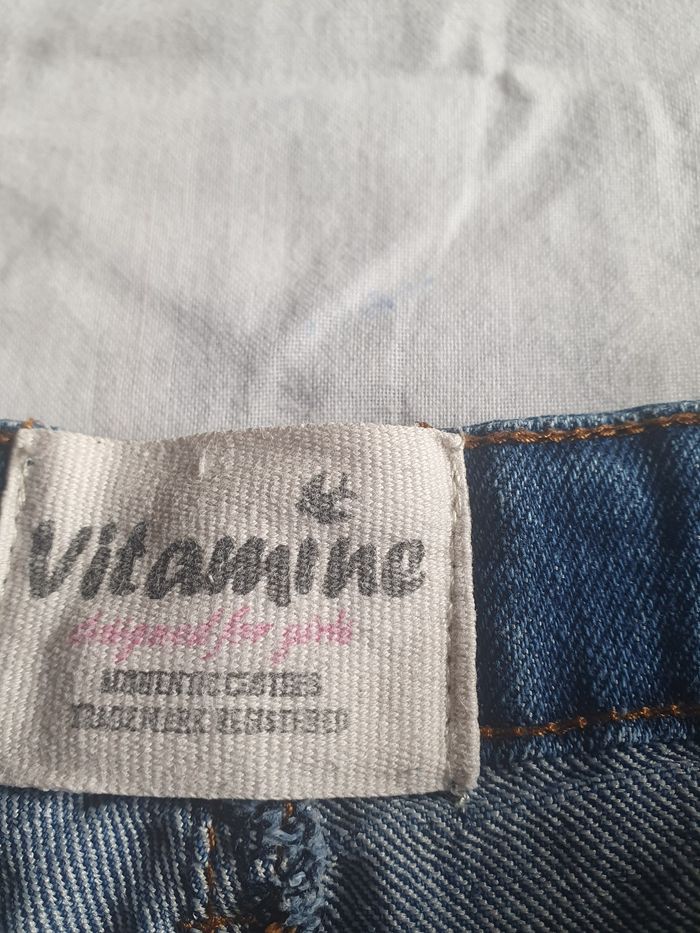 Vitamine
designed for girls
AUTHENTIC CLOTHES
TRADEMARK REGISTERED